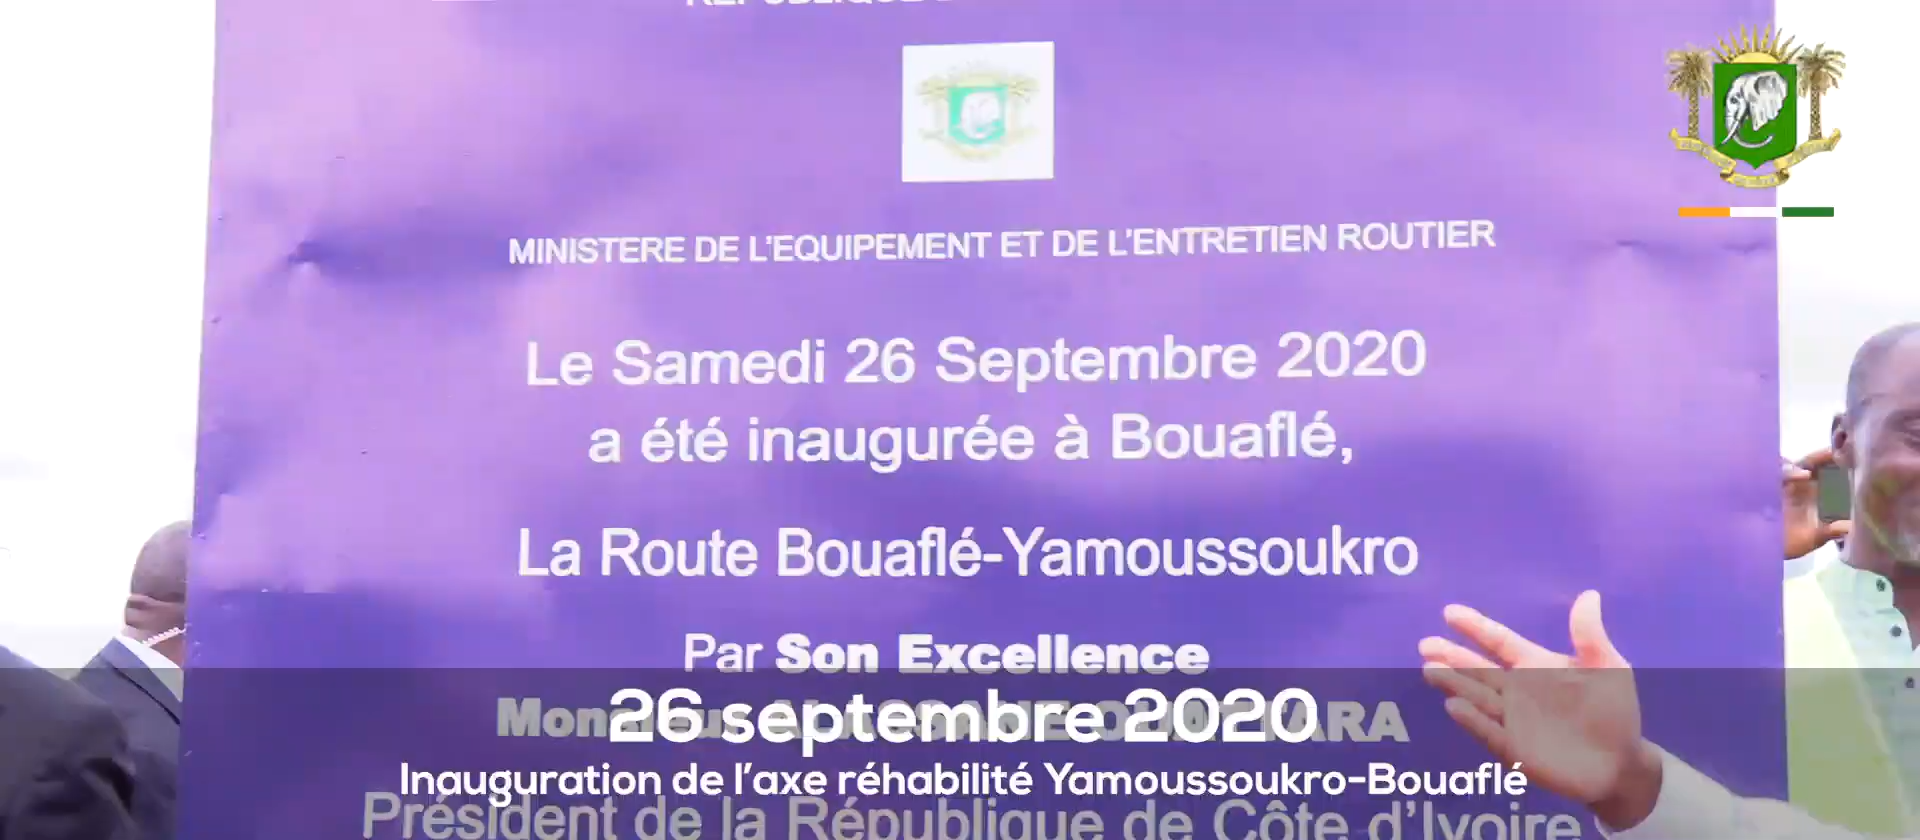 MINISTERE DE L'EQUIPEMENT ET DE L'ENTRETIEN ROUTIER
Le Samedi 26 Septembre 2020
a été inaugurée à Bouaflé,
La Route Bouaflé-Yamoussoukro
Par Son Excellence
Monsieur ALASSANE OUATTARA
26 septembre 2020
Inauguration de l'axe réhabilité Yamoussoukro-Bouaflé
Président de la République de Côte d'Ivoire